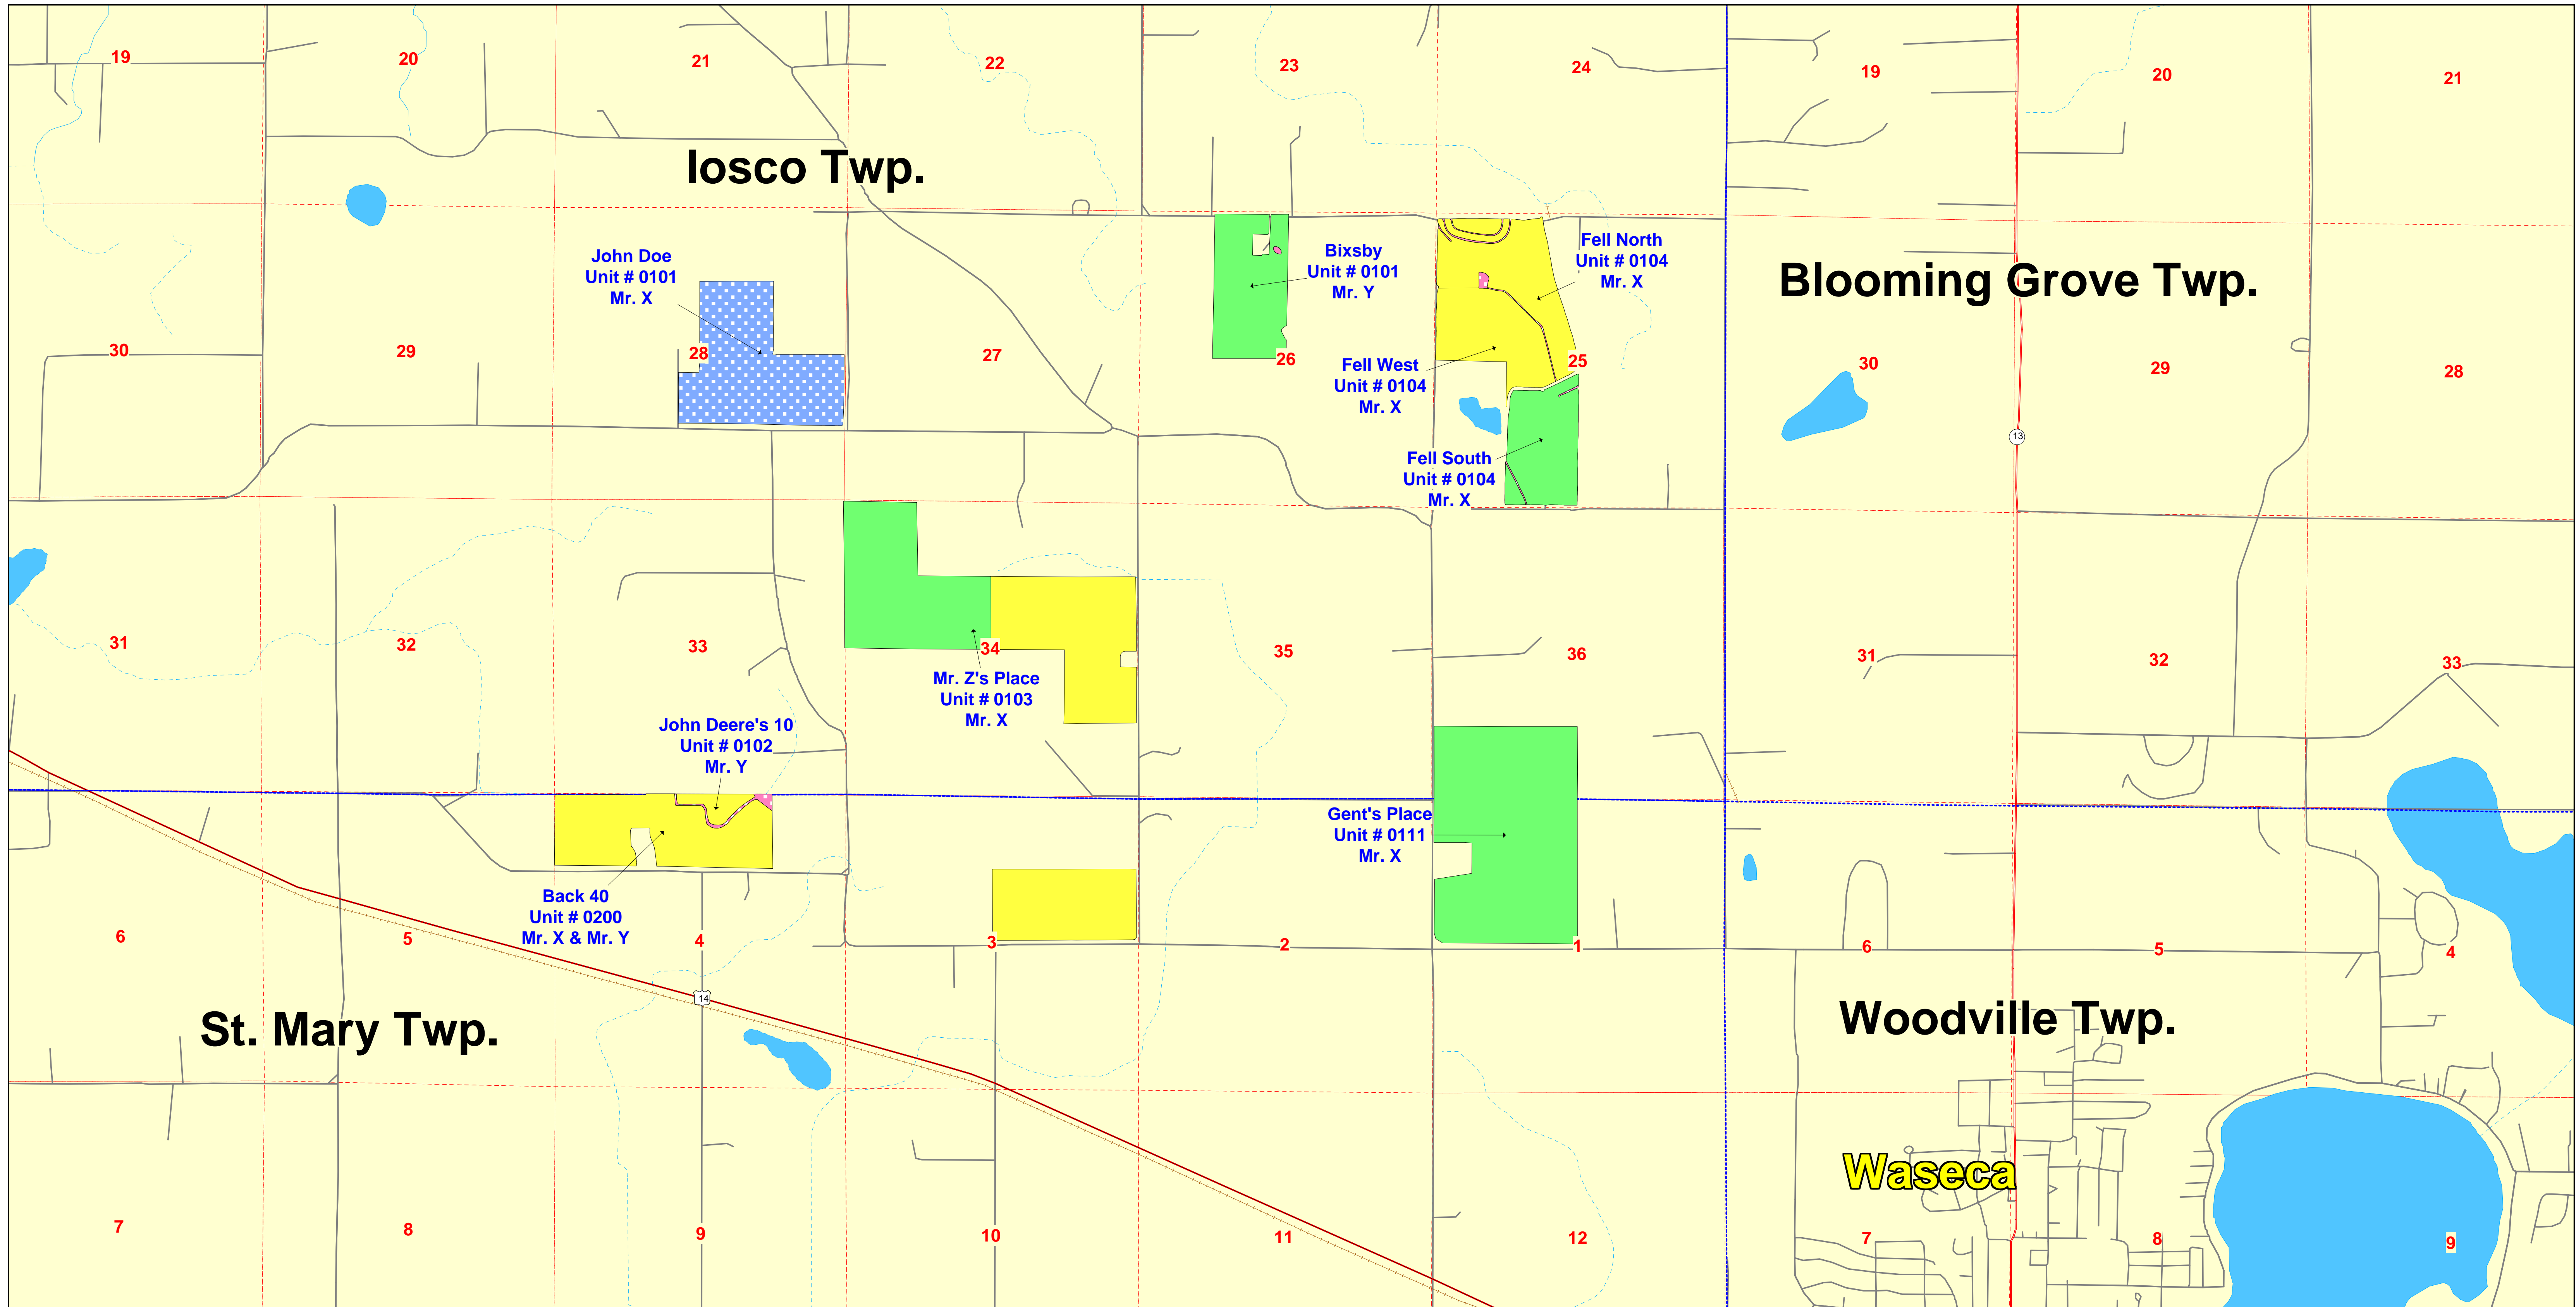 19
20
21
22
23
24
19
20
21
Iosco Twp.
John Doe
Unit # 0101
Mr. X
Bixsby
Unit # 0101
Mr. Y
Fell North
Unit # 0104
Mr. X
Blooming Grove Twp.
30
29
28
27
26
25
30
29
28
Fell West
Unit # 0104
Mr. X
13
Fell South
Unit # 0104
Mr. X
31
32
33
34
35
36
31
32
33
Mr. Z's Place
Unit # 0103
Mr. X
John Deere's 10
Unit # 0102
Mr. Y
Gent's Place
Unit # 0111
Mr. X
Back 40
Unit # 0200
Mr. X & Mr. Y
6
5
4
3
2
1
6
5
4
14
St. Mary Twp.
Woodville Twp.
Waseca
7
8
9
10
11
12
7
8
9